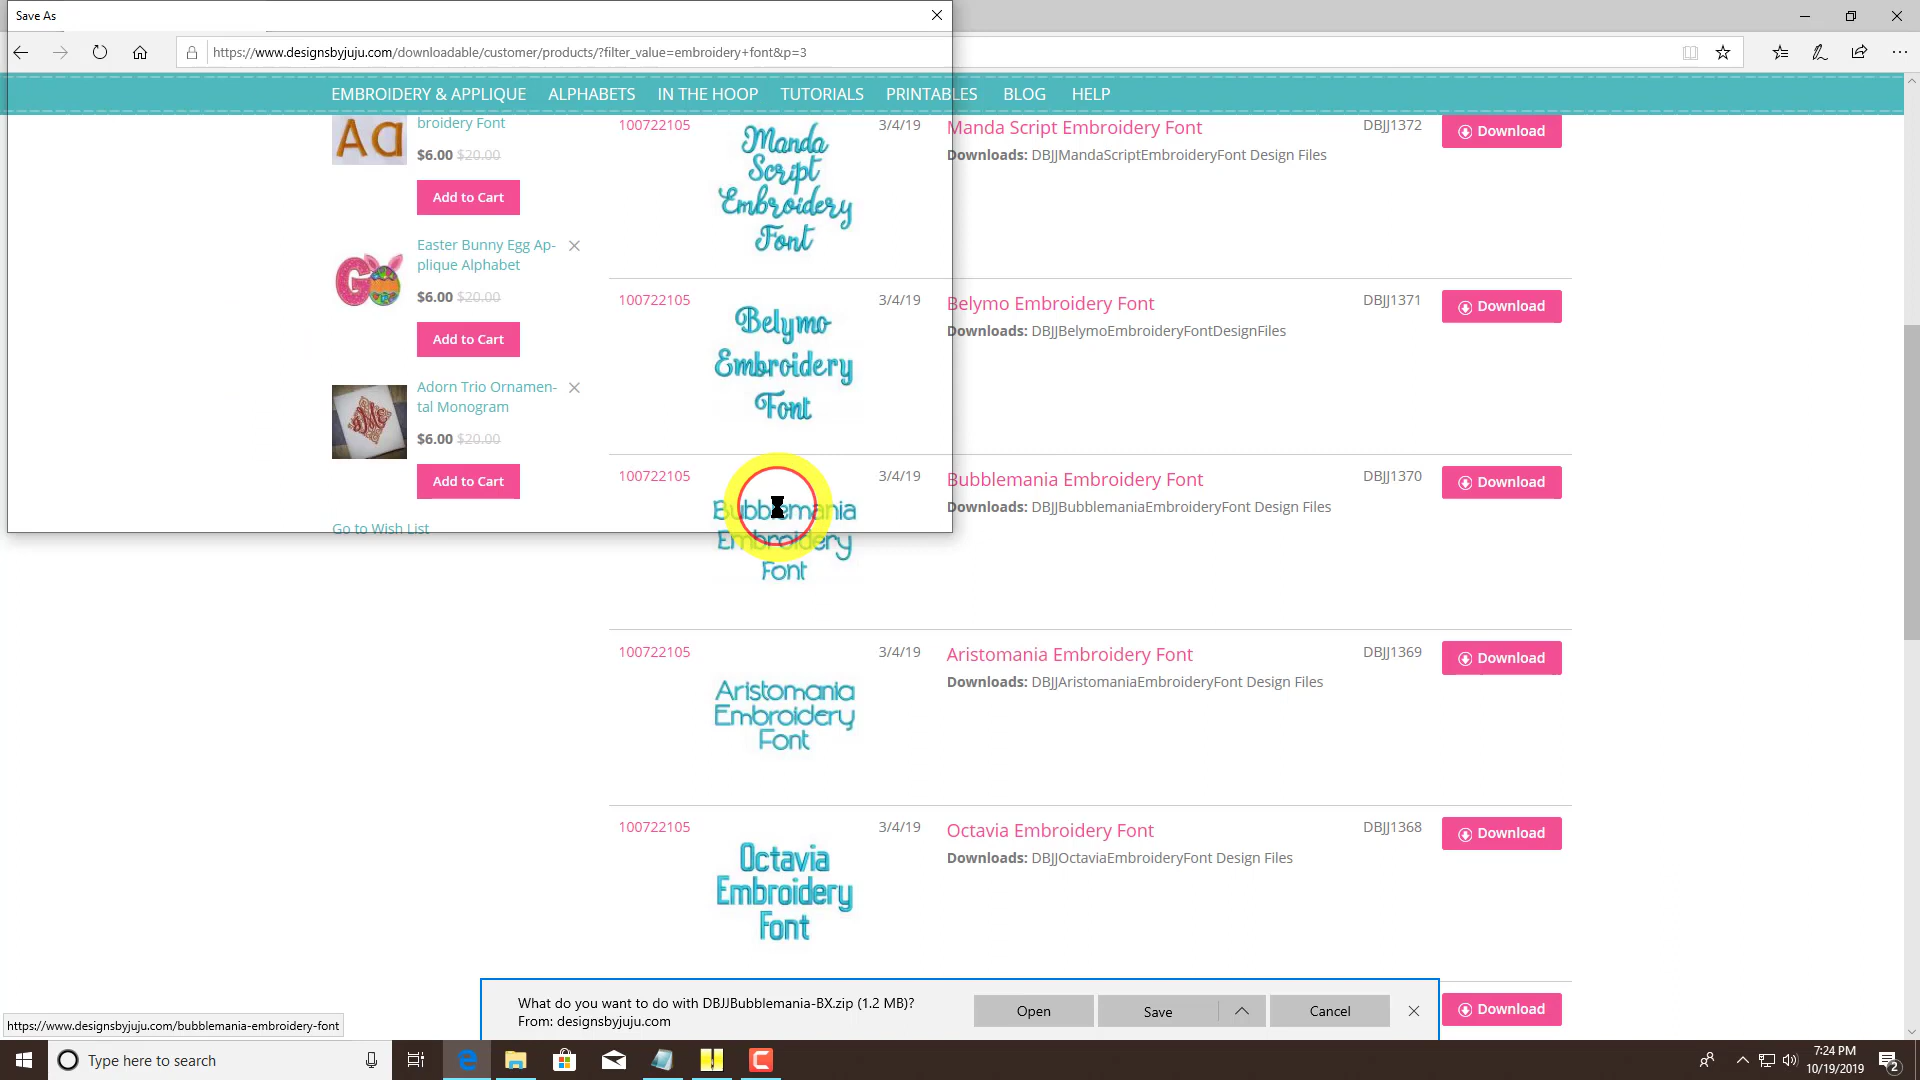 Save As
https://www.designsbyjuju.com/downloadable/customer/products/?filter_value=embroidery+font&p=3
EMBROIDERY & APPLIQUE ALPHABETS IN THE HOOP TUTORIALS PRINTABLES BLOG HELP
Aa
broidery Font
$6.00 $20.00
Add to Cart
Easter Bunny Egg Ap-
plique Alphabet
G
$6.00 $20.00
Add to Cart
Adorn Trio Ornamen-
tal Monogram
$6.00 $20.00
Add to Cart
Go to Wish List
100722105
Manda
Script
Embroidery
Font
3/4/19
Manda Script Embroidery Font
Downloads: DBJJMandaScriptEmbroideryFont Design Files
DBJJ1372
Download
100722105
Belymo
Embroidery
Font
3/4/19
Belymo Embroidery Font
Downloads: DBJJBelymoEmbroideryFontDesignFiles
DBJJ1371
Download
100722105
Bubblemania
Embroidery
Font
3/4/19
Bubblemania Embroidery Font
Downloads: DBJJBubblemaniaEmbroideryFont Design Files
DBJJ1370
Download
100722105
Aristomania
Embroidery
Font
3/4/19
Aristomania Embroidery Font
Downloads: DBJJAristomaniaEmbroideryFont Design Files
DBJJ1369
Download
100722105
Octavia
Embroidery
Font
3/4/19
Octavia Embroidery Font
Downloads: DBJJOctaviaEmbroideryFont Design Files
DBJJ1368
Download
Download
What do you want to do with DBJJBubblemania-BX.zip (1.2 MB)?
From: designsbyjuju.com
Open Save Cancel
https://www.designsbyjuju.com/bubblemania-embroidery-font
Type here to search
7:24 PM
10/19/2019
2